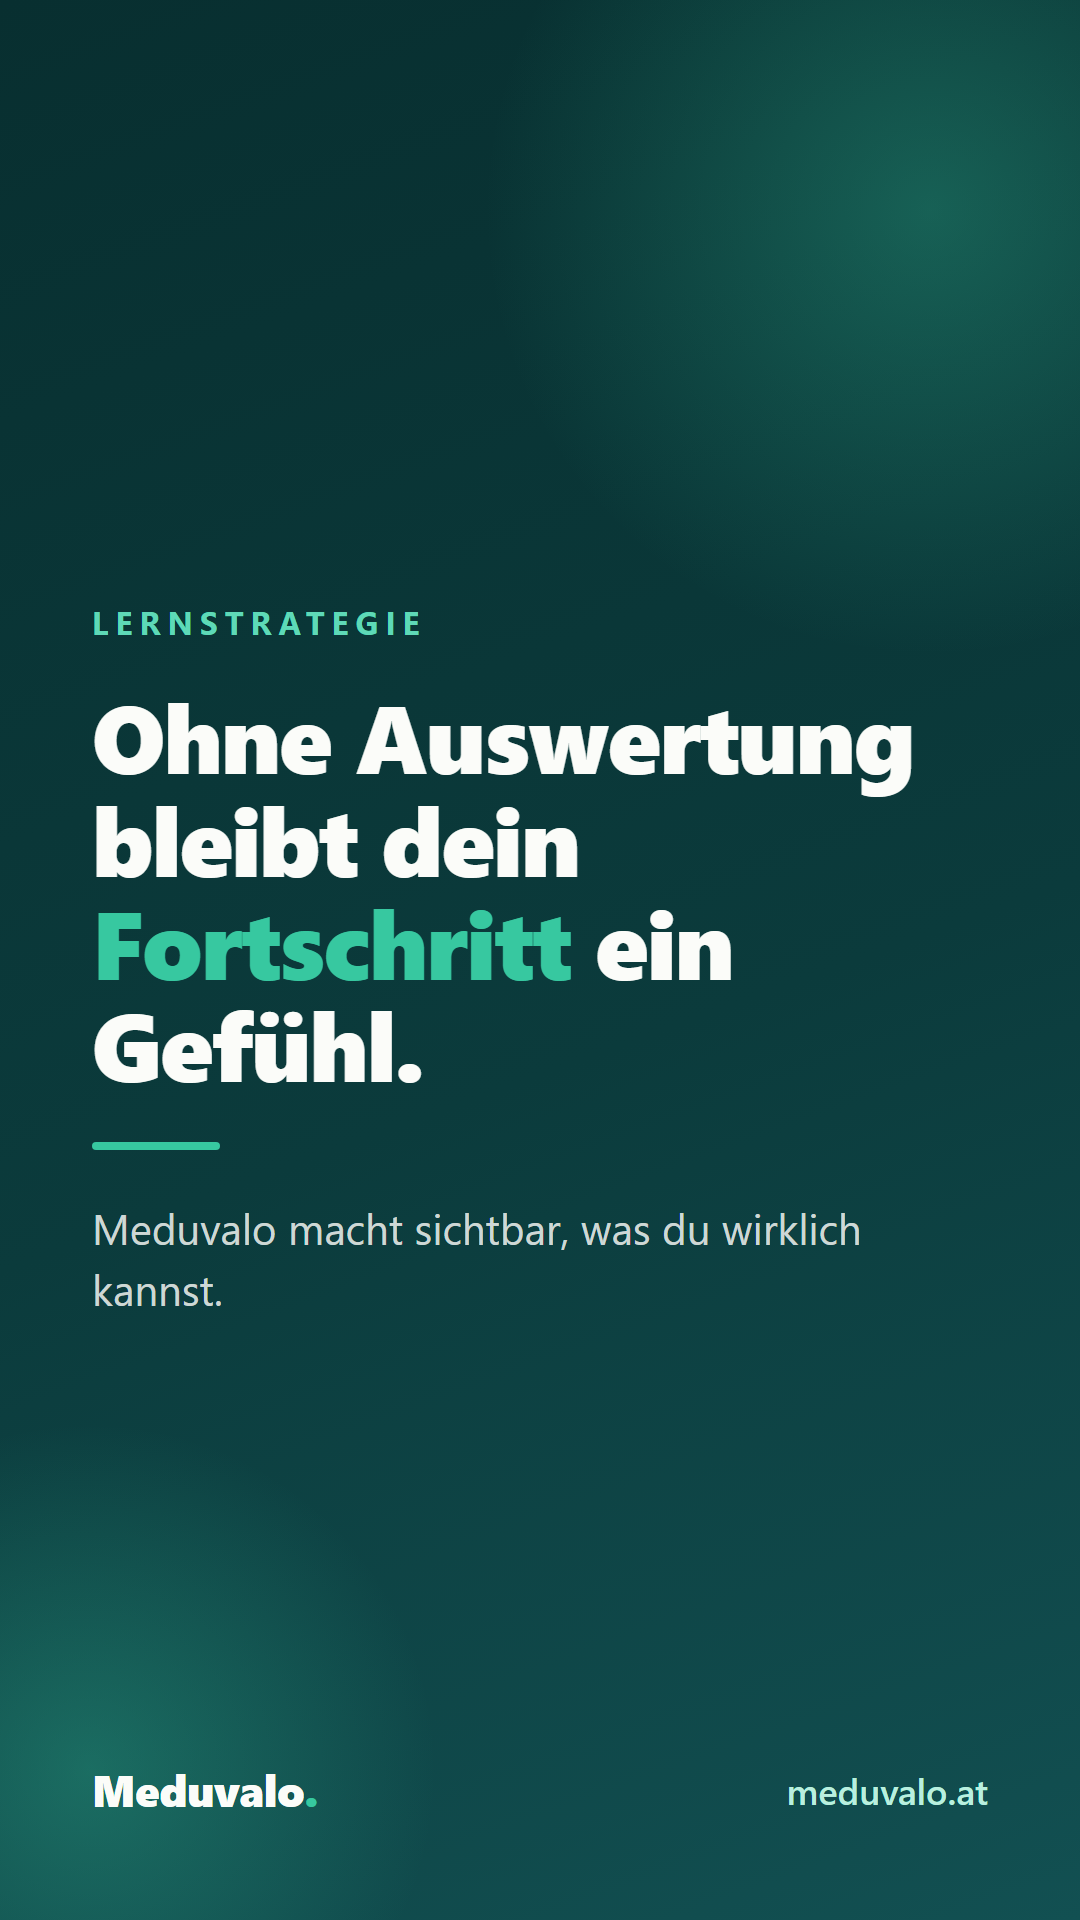 LERNSTRATEGIE
Ohne Auswertung
bleibt dein
Fortschritt ein
Gefühl.
Meduvalo macht sichtbar, was du wirklich
kannst.
Meduvalo.
meduvalo.at